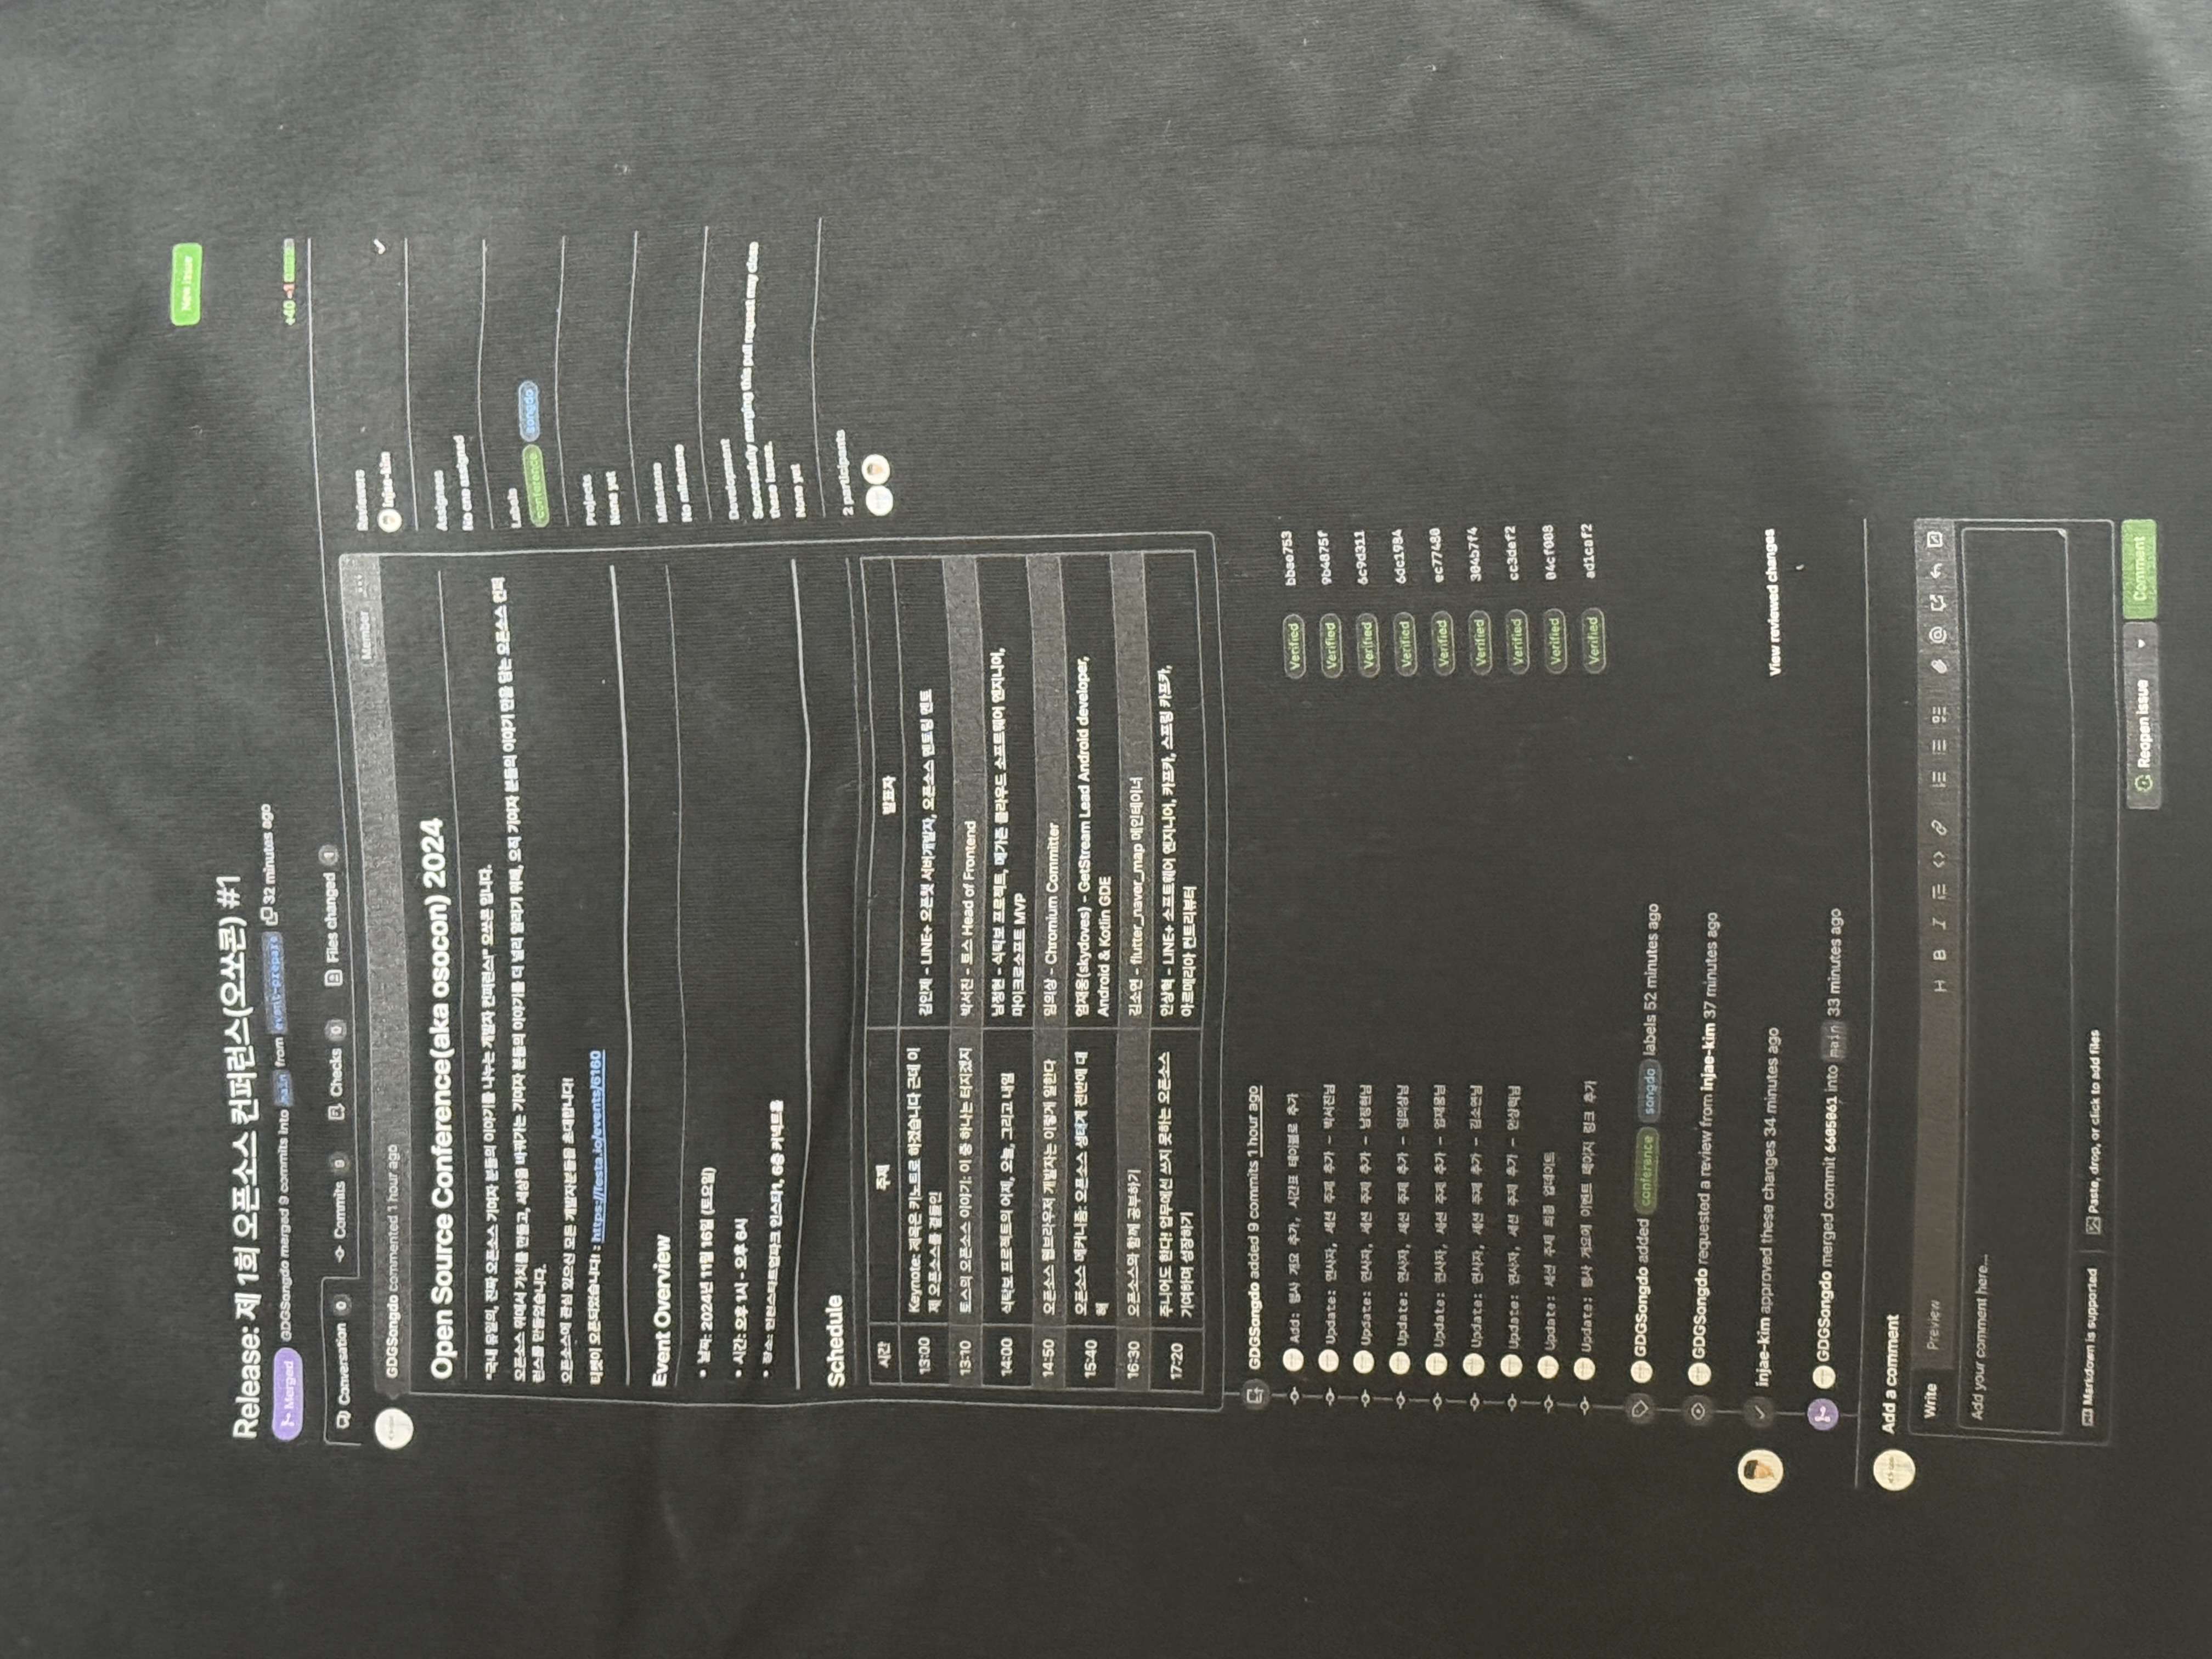 New issue
Release: 제 1회 오픈소스 컨퍼런스(오쏘콘) #1
Merged GDGSongdo merged 9 commits into main from event-prepare 32 minutes ago
+40 -1
Conversation 0 Commits 9 Checks 0 Files changed 1
GDGSongdo commented 1 hour ago Member ...
Open Source Conference(aka osocon) 2024
"국내 유일의, 진짜 오픈소스 기여자 분들의 이야기를 나누는 개발자 컨퍼런스!" 오쏘콘 입니다.
오픈소스 위에서 가치를 만들고, 세상을 바꿔가는 기여자 분들의 이야기를 더 널리 알리기 위해, 오직 기여자 분들의 이야기 만을 담는 오픈소스 컨퍼
런스를 만들었습니다.
오픈소스에 관심 있으신 모든 개발자분들을 초대합니다!
티켓이 오픈되었습니다! : https://festa.io/events/6160
Event Overview
• 날짜: 2024년 11월 16일 (토요일)
• 시간: 오후 1시 - 오후 6시
• 장소: 인천스타트업파크 인스타1, 6층 커넥트홀
Schedule
시간 주제 발표자
13:00 Keynote: 제목은 키노트로 하겠습니다 근데 이
제 오픈소스를 곁들인
김인제 - LINE+ 오픈챗 서버개발자, 오픈소스 멘토링 멘토
13:10 토스의 오픈소스 이야기: 이 중 하나는 터지겠지 박서진 - 토스 Head of Frontend
14:00 식탁보 프로젝트의 어제, 오늘, 그리고 내일
남정현 - 식탁보 프로젝트, 메가존 클라우드 소프트웨어 엔지니어,
마이크로소프트 MVP
14:50 오픈소스 웹브라우저 개발자는 이렇게 일한다 임의상 - Chromium Committer
15:40 오픈소스 메커니즘: 오픈소스 생태계 전반에 대
해
엄재웅(skydoves) - GetStream Lead Android developer,
Android & Kotlin GDE
16:30 오픈소스와 함께 공부하기 김소연 - flutter_naver_map 메인테이너
17:20 주니어도 한다! 업무에선 쓰지 못하는 오픈소스
기여하며 성장하기
안상혁 - LINE+ 소프트웨어 엔지니어, 카프카, 스프링 카프카,
아르메리아 컨트리뷰터
Reviewers
injae-kim
Assignees
No one assigned
Labels
conference songdo
Projects
None yet
Milestone
No milestone
Development
Successfully merging this pull request may close
these issues.
None yet
2 participants
GDGSongdo added 9 commits 1 hour ago
Add: 행사 개요 추가, 시간표 테이블로 추가 Verified bbae753
Update: 연사자, 세션 주제 추가 - 박서진님 Verified 9b4875f
Update: 연사자, 세션 주제 추가 - 남정현님 Verified 6c9d311
Update: 연사자, 세션 주제 추가 - 임의상님 Verified 6dc1984
Update: 연사자, 세션 주제 추가 - 엄재웅님 Verified ec77480
Update: 연사자, 세션 주제 추가 - 김소연님 Verified 304b7f4
Update: 연사자, 세션 주제 추가 - 안상혁님 Verified cc3def2
Update: 세션 주제 최종 업데이트 Verified 04cf008
Update: 행사 개요에 이벤트 페이지 링크 추가 Verified ad1caf2
GDGSongdo added conference songdo labels 52 minutes ago
GDGSongdo requested a review from injae-kim 37 minutes ago
injae-kim approved these changes 34 minutes ago View reviewed changes
GDGSongdo merged commit 6605061 into main 33 minutes ago
Add a comment
Write Preview H B I
Add your comment here...
Markdown is supported Paste, drop, or click to add files
Reopen issue Comment